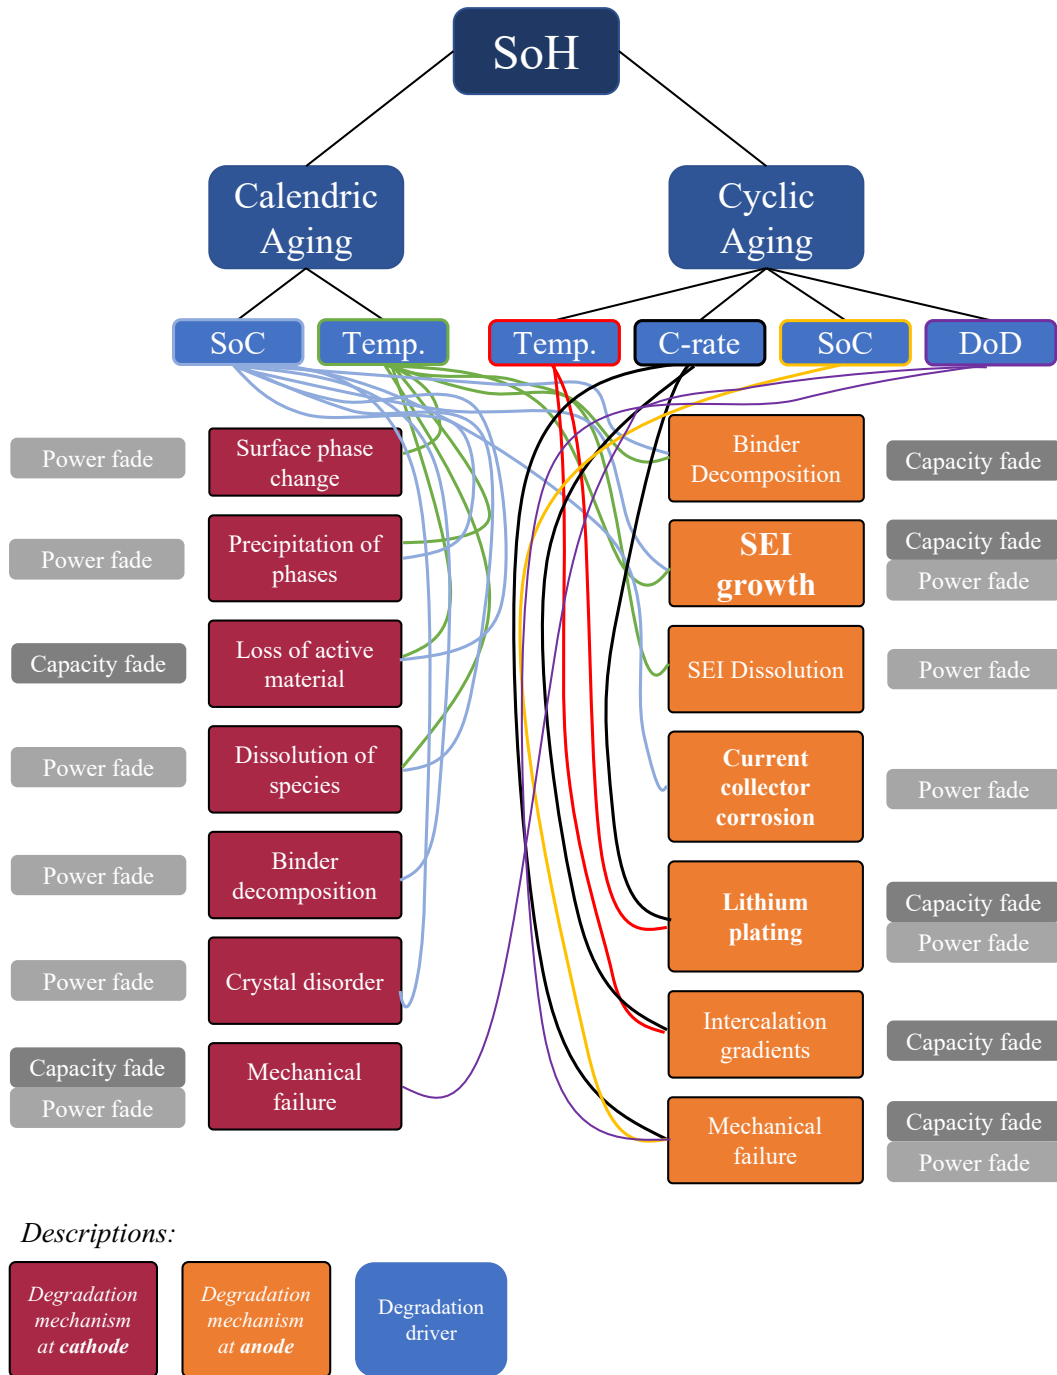 SoH
Calendric
Aging
Cyclic
Aging
SoC
Temp.
Temp.
C-rate
SoC
DoD
Power fade
Surface phase
change
Binder
Decomposition
Capacity fade
Power fade
Precipitation of
phases
SEI
growth
Capacity fade
Power fade
Capacity fade
Loss of active
material
SEI Dissolution
Power fade
Power fade
Dissolution of
species
Current
collector
corrosion
Power fade
Power fade
Binder
decomposition
Lithium
plating
Capacity fade
Power fade
Power fade
Crystal disorder
Intercalation
gradients
Capacity fade
Capacity fade
Power fade
Mechanical
failure
Mechanical
failure
Capacity fade
Power fade
Descriptions:
Degradation
mechanism
at cathode
Degradation
mechanism
at anode
Degradation
driver